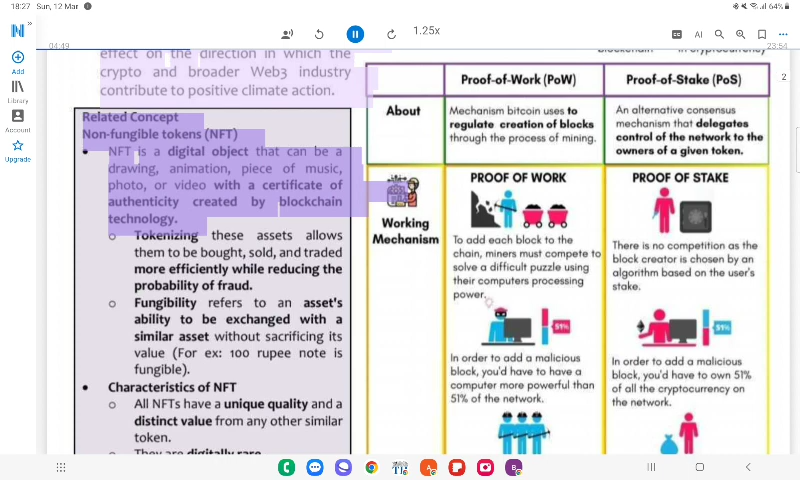 18:27 Sun, 12 Mar
64%
1.25x
AI
04:49
23:54
Add
Library
Account
Upgrade
effect on the direction in which the
crypto and broader Web3 industry
contribute to positive climate action.
Related Concept
Non-fungible tokens (NFT)
• NFT is a digital object that can be a
drawing, animation, piece of music,
photo, or video with a certificate of
authenticity created by blockchain
technology.
o Tokenizing these assets allows
them to be bought, sold, and traded
more efficiently while reducing the
probability of fraud.
o Fungibility refers to an asset's
ability to be exchanged with a
similar asset without sacrificing its
value (For ex: 100 rupee note is
fungible).
• Characteristics of NFT
o All NFTs have a unique quality and a
distinct value from any other similar
token.
o They are digitally rare
2
Proof-of-Work (PoW)
Proof-of-Stake (PoS)
About
Mechanism bitcoin uses to
regulate creation of blocks
through the process of mining.
An alternative consensus
mechanism that delegates
control of the network to the
owners of a given token.
Working
Mechanism
PROOF OF WORK
To add each block to the
chain, miners must compete to
solve a difficult puzzle using
their computers processing
power.
51%
In order to add a malicious
block, you'd have to have a
computer more powerful than
51% of the network.
PROOF OF STAKE
There is no competition as the
block creator is chosen by an
algorithm based on the user's
stake.
51%
In order to add a malicious
block, you'd have to own 51%
of all the cryptocurrency on
the network.